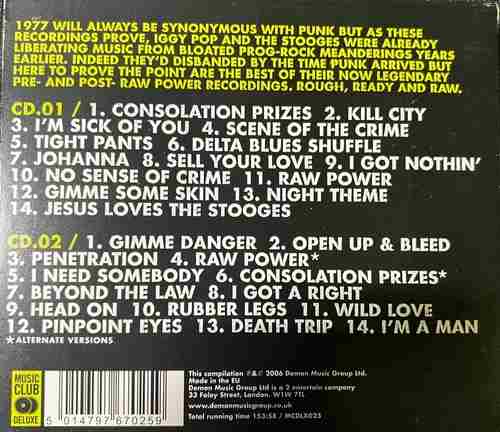 1977 WILL ALWAYS BE SYNONYMOUS WITH PUNK BUT AS THESE
RECORDINGS PROVE, IGGY POP AND THE STOOGES WERE ALREADY
LIBERATING MUSIC FROM BLOATED PROG-ROCK MEANDERINGS YEARS
EARLIER. INDEED THEY'D DISBANDED BY THE TIME PUNK ARRIVED BUT
HERE TO PROVE THE POINT ARE THE BEST OF THEIR NOW LEGENDARY
PRE- AND POST- RAW POWER RECORDINGS. ROUGH, READY AND RAW.
CD.01 / 1. CONSOLATION PRIZES 2. KILL CITY
3. I'M SICK OF YOU 4. SCENE OF THE CRIME
5. TIGHT PANTS 6. DELTA BLUES SHUFFLE
7. JOHANNA 8. SELL YOUR LOVE 9. I GOT NOTHIN'
10. NO SENSE OF CRIME 11. RAW POWER
12. GIMME SOME SKIN 13. NIGHT THEME
14. JESUS LOVES THE STOOGES
CD.02 / 1. GIMME DANGER 2. OPEN UP & BLEED
3. PENETRATION 4. RAW POWER*
5. I NEED SOMEBODY 6. CONSOLATION PRIZES*
7. BEYOND THE LAW 8. I GOT A RIGHT
9. HEAD ON 10. RUBBER LEGS 11. WILD LOVE
12. PINPOINT EYES 13. DEATH TRIP 14. I'M A MAN
*ALTERNATE VERSIONS
MUSIC
CLUB
DELUXE
5 014797 670259
This compilation ℗ & © 2006 Demon Music Group Ltd.
Made in the EU
Demon Music Group Ltd is a 2 entertain company
33 Foley Street, London. W1W 7TL
www.demonmusicgroup.co.uk
Total running time 153:58 / MCDLX025